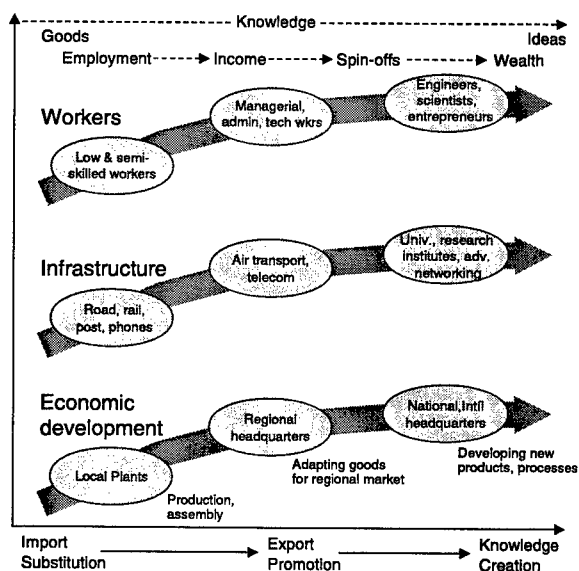 Knowledge
Goods
Ideas
Employment Income Spin-offs Wealth
Workers
Low & semi-
skilled workers
Managerial,
admin, tech wkrs
Engineers,
scientists,
entrepreneurs
Infrastructure
Road, rail,
post, phones
Air transport,
telecom
Univ., research
institutes, adv.
networking
Economic
development
Local Plants
Production,
assembly
Regional
headquarters
Adapting goods
for regional market
National,Int'l
headquarters
Developing new
products, processes
Import
Substitution
Export
Promotion
Knowledge
Creation